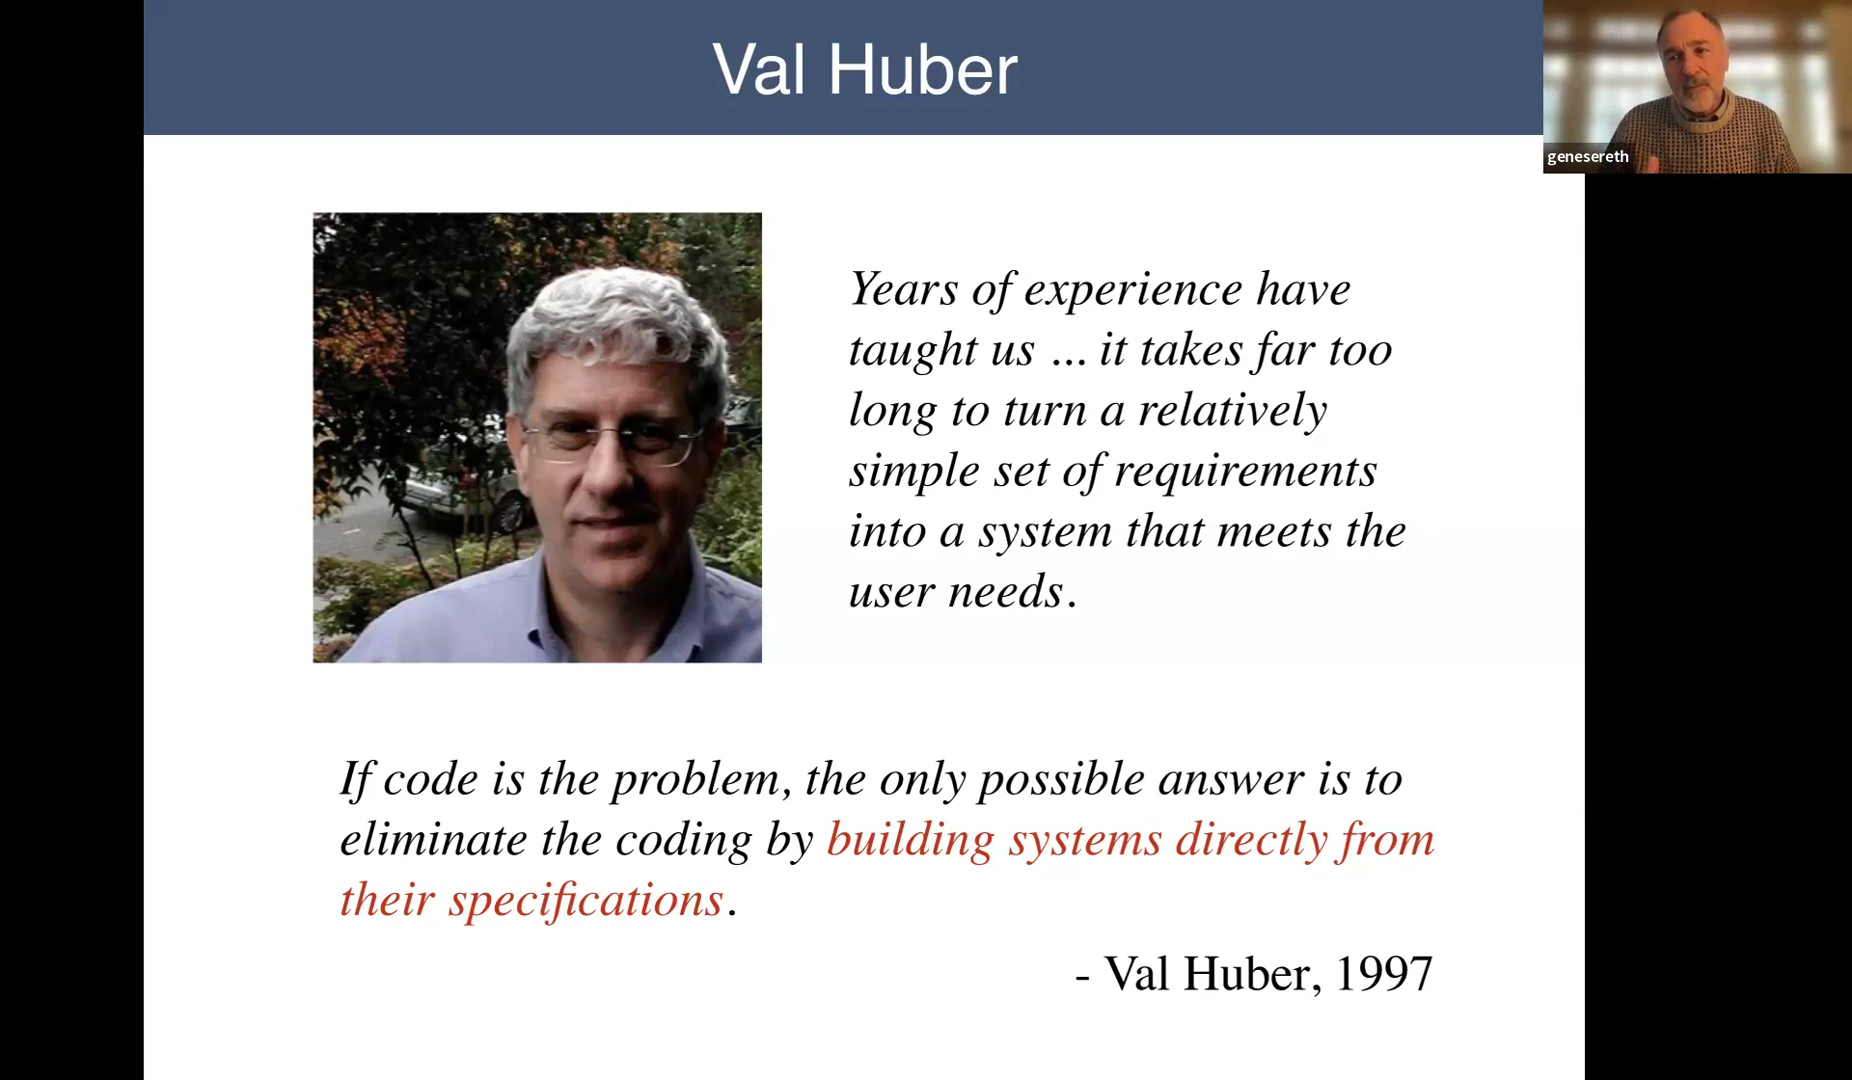 Val Huber
genesereth
Years of experience have
taught us ... it takes far too
long to turn a relatively
simple set of requirements
into a system that meets the
user needs.
If code is the problem, the only possible answer is to
eliminate the coding by building systems directly from
their specifications.
- Val Huber, 1997